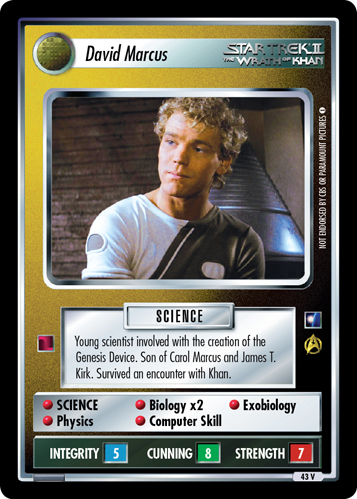 David Marcus
STAR TREK II
THE WRATH OF KHAN
NOT ENDORSED BY CBS OR PARAMOUNT PICTURES
SCIENCE
Young scientist involved with the creation of the
Genesis Device. Son of Carol Marcus and James T.
Kirk. Survived an encounter with Khan.
SCIENCE Biology x2 Exobiology
Physics Computer Skill
INTEGRITY 5 CUNNING 8 STRENGTH 7
43 V